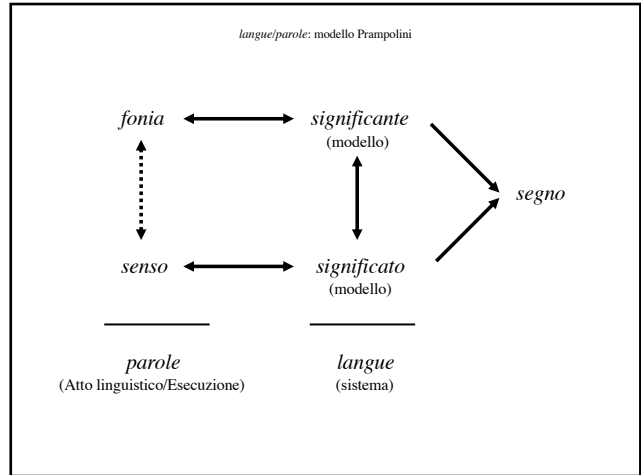 langue/parole: modello Prampolini
fonia
significante
(modello)
segno
senso
significato
(modello)
parole
(Atto linguistico/Esecuzione)
langue
(sistema)